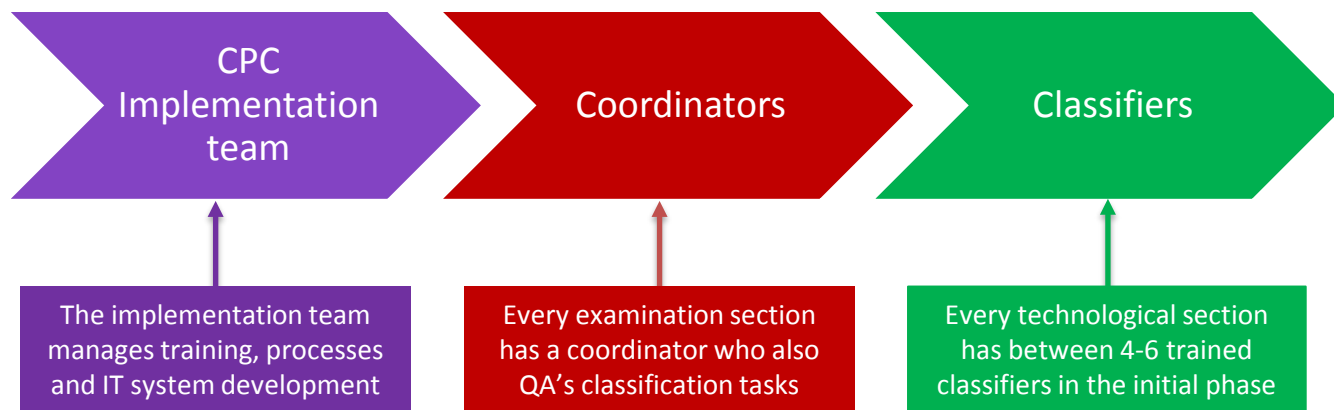 CPC
Implementation
team
Coordinators
Classifiers
The implementation team
manages training, processes
and IT system development
Every examination section
has a coordinator who also
QA's classification tasks
Every technological section
has between 4-6 trained
classifiers in the initial phase